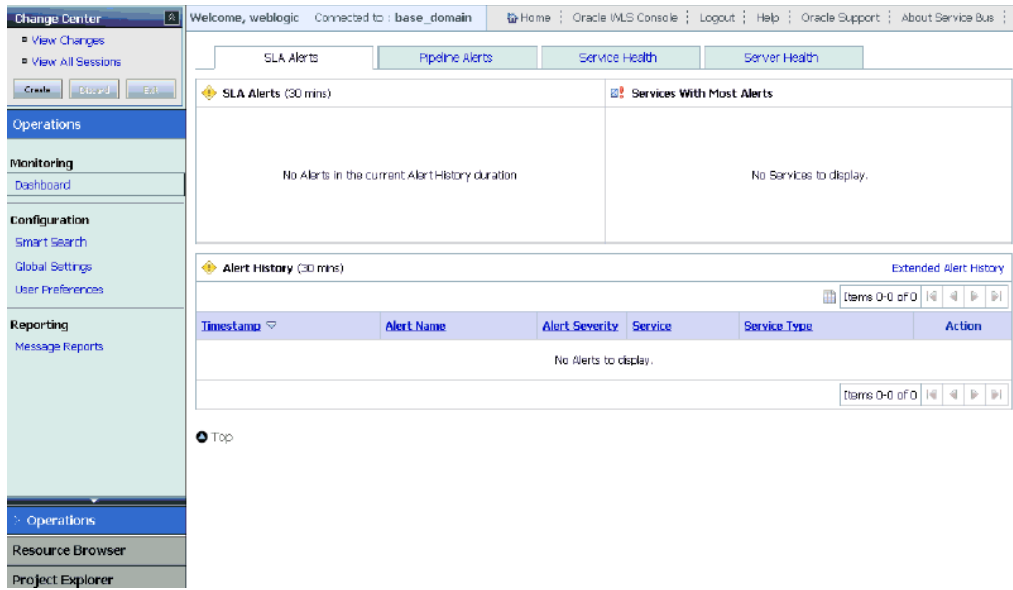 Change Center
View Changes
View All Sessions
Create Discard Exit
Operations
Monitoring
Dashboard
Configuration
Smart Search
Global Settings
User Preferences
Reporting
Message Reports
Operations
Resource Browser
Project Explorer
Welcome, weblogic Connected to : base_domain Home Oracle WLS Console Logout Help Oracle Support About Service Bus
SLA Alerts Pipeline Alerts Service Health Server Health
SLA Alerts (30 mins) Services With Most Alerts
No Alerts in the current Alert History duration No Services to display.
Alert History (30 mins) Extended Alert History
Items 0-0 of 0
Timestamp Alert Name Alert Severity Service Service Type Action
No Alerts to display.
Items 0-0 of 0
Top